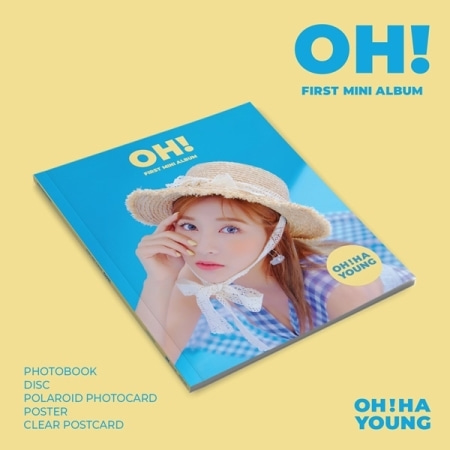 OH!
FIRST MINI ALBUM
OH!
FIRST MINI ALBUM
OH!HA
YOUNG
PHOTOBOOK
DISC
POLAROID PHOTOCARD
POSTER
CLEAR POSTCARD
OH!HA
YOUNG